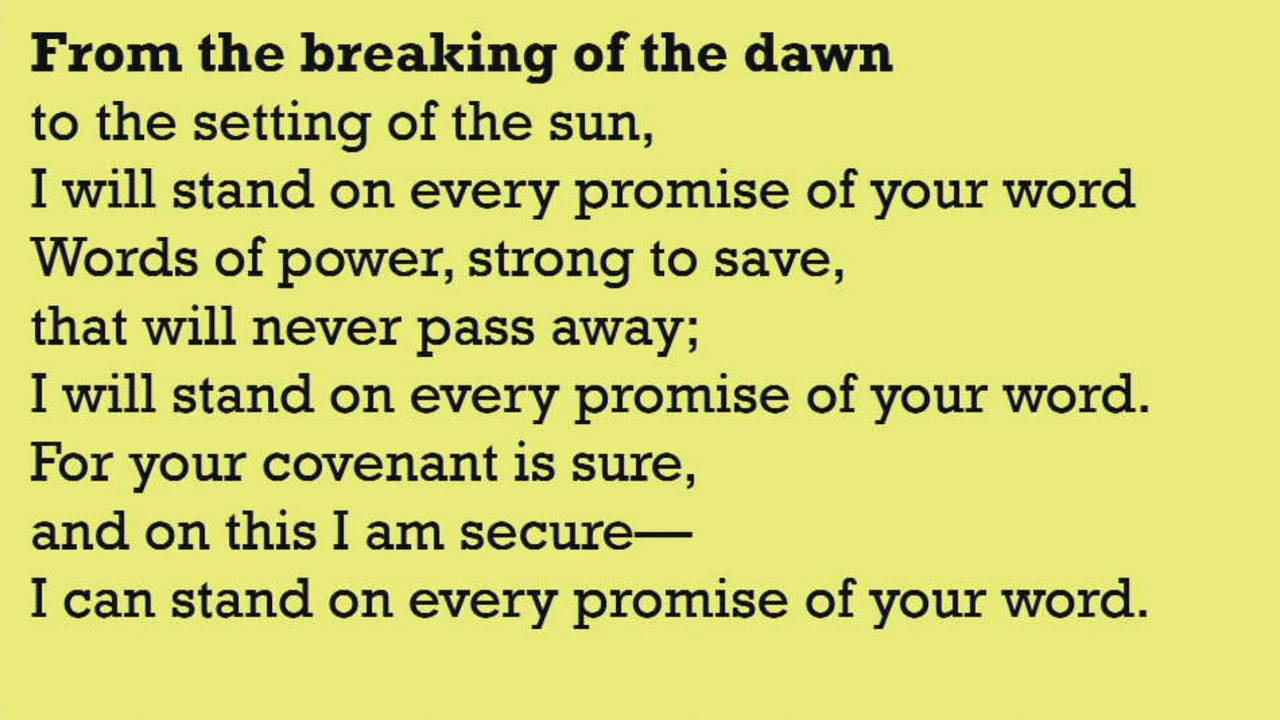 From the breaking of the dawn
to the setting of the sun,
I will stand on every promise of your word
Words of power, strong to save,
that will never pass away;
I will stand on every promise of your word.
For your covenant is sure,
and on this I am secure—
I can stand on every promise of your word.